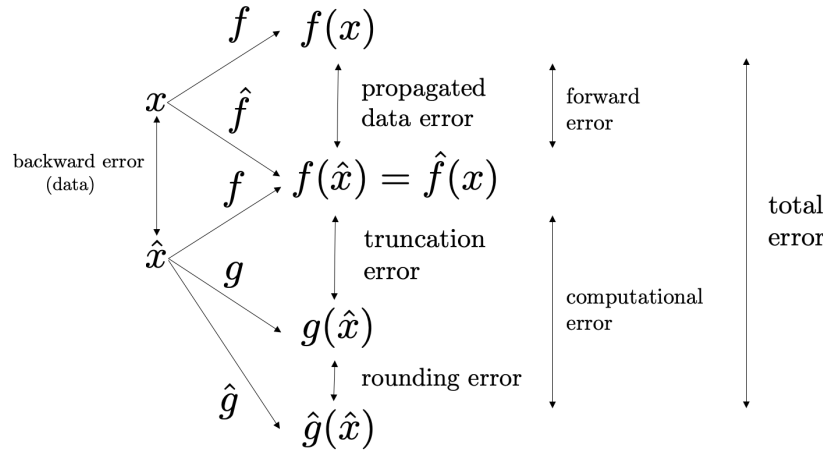 f
f(x)
x
f̂
propagated
data error
forward
error
backward error
(data)
f
f(x̂) = f̂(x)
total
error
x̂
g
truncation
error
computational
error
g(x̂)
ĝ
rounding error
ĝ(x̂)